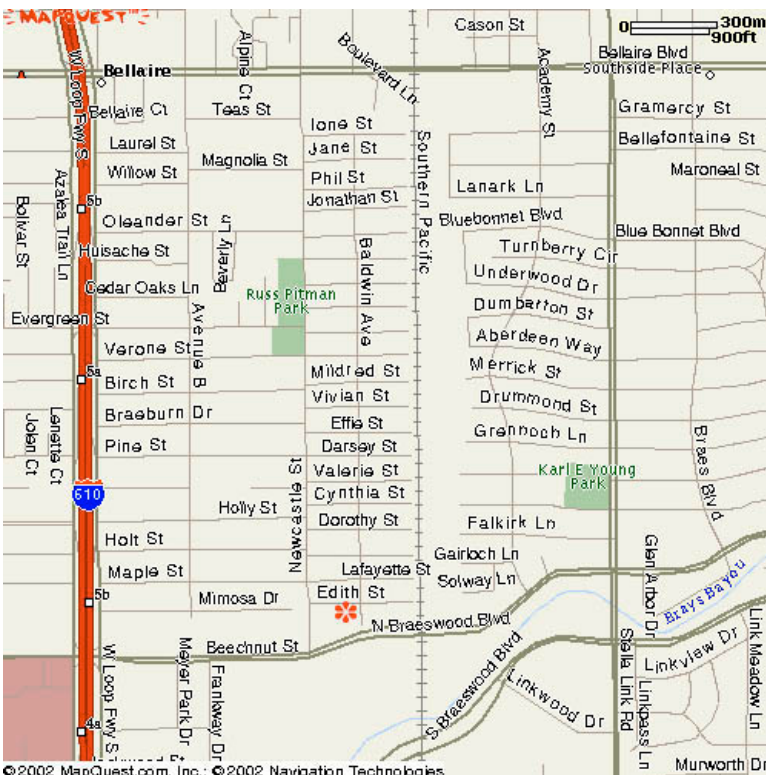 MAPQUEST
Cason St
0 300m
900ft
W Loop Fwy S
Alpine Ct
Boulevard Ln
Academy St
Bellaire Blvd
Southside Place
Bellaire
Bellaire Ct
Teas St
Gramercy St
Ione St
Laurel St
Jane St
Bellefontaine St
Magnolia St
Willow St
Maroneal St
Phil St
Lanark Ln
Jonathan St
Southern Pacific
Azalea Trail Ln
Bolivar St
5b
Oleander St
Bluebonnet Blvd
Blue Bonnet Blvd
Beverly Ln
Huisache St
Turnberry Cir
Baldwin Ave
Underwood Dr
Cedar Oaks Ln
Russ Pitman
Park
Dumbarton St
Evergreen St
Avenue B
Aberdeen Way
Verone St
Mildred St
Merrick St
5a
Birch St
Vivian St
Drummond St
Braeburn Dr
Effie St
Grennoch Ln
Jolen Ct
Lenette Ct
Pine St
Darsey St
Braes Blvd
Newcastle St
Valerie St
Karl E Young
Park
610
Cynthia St
Holly St
Dorothy St
Falkirk Ln
Holt St
Gairloch Ln
Glen Arbor Dr
Maple St
Lafayette St
Solway Ln
Brays Bayou
5b
Mimosa Dr
Edith St
N Braeswood Blvd
Beechnut St
Meyer Park Dr
Frankway Dr
W Loop Fwy S
S Braeswood Blvd
Linkwood Dr
Stella Link Rd
Linkview Dr
Linkpass Ln
Link Meadow Ln
4a
Murworth Dr
©2002 MapQuest.com, Inc.; ©2002 Navigation Technologies